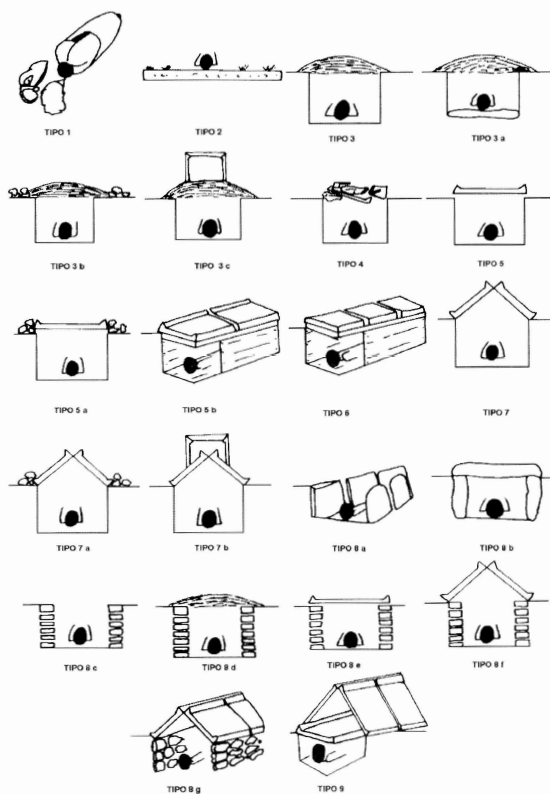 TIPO 1
TIPO 2
TIPO 3
TIPO 3 a
TIPO 3 b
TIPO 3 c
TIPO 4
TIPO 5
TIPO 5 a
TIPO 5 b
TIPO 6
TIPO 7
TIPO 7 a
TIPO 7 b
TIPO 8 a
TIPO 8 b
TIPO 8 c
TIPO 8 d
TIPO 8 e
TIPO 8 f
TIPO 8 g
TIPO 9